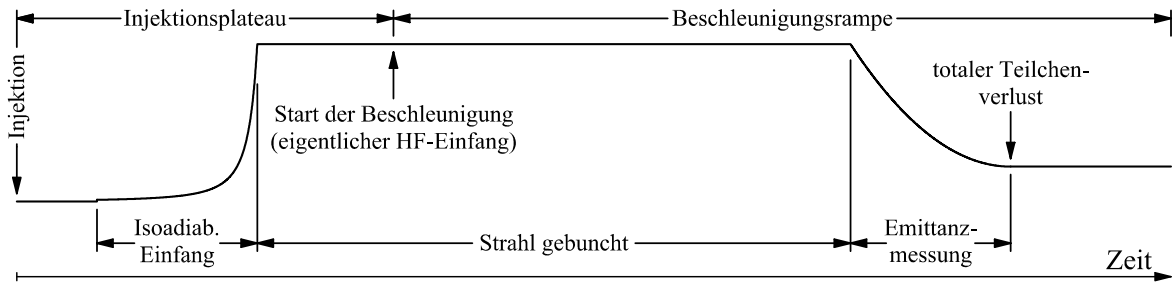 Injektionsplateau
Beschleunigungsrampe
Injektion
Start der Beschleunigung
(eigentlicher HF-Einfang)
totaler Teilchen-
verlust
Isoadiab.
Einfang
Strahl gebuncht
Emittanz-
messung
Zeit